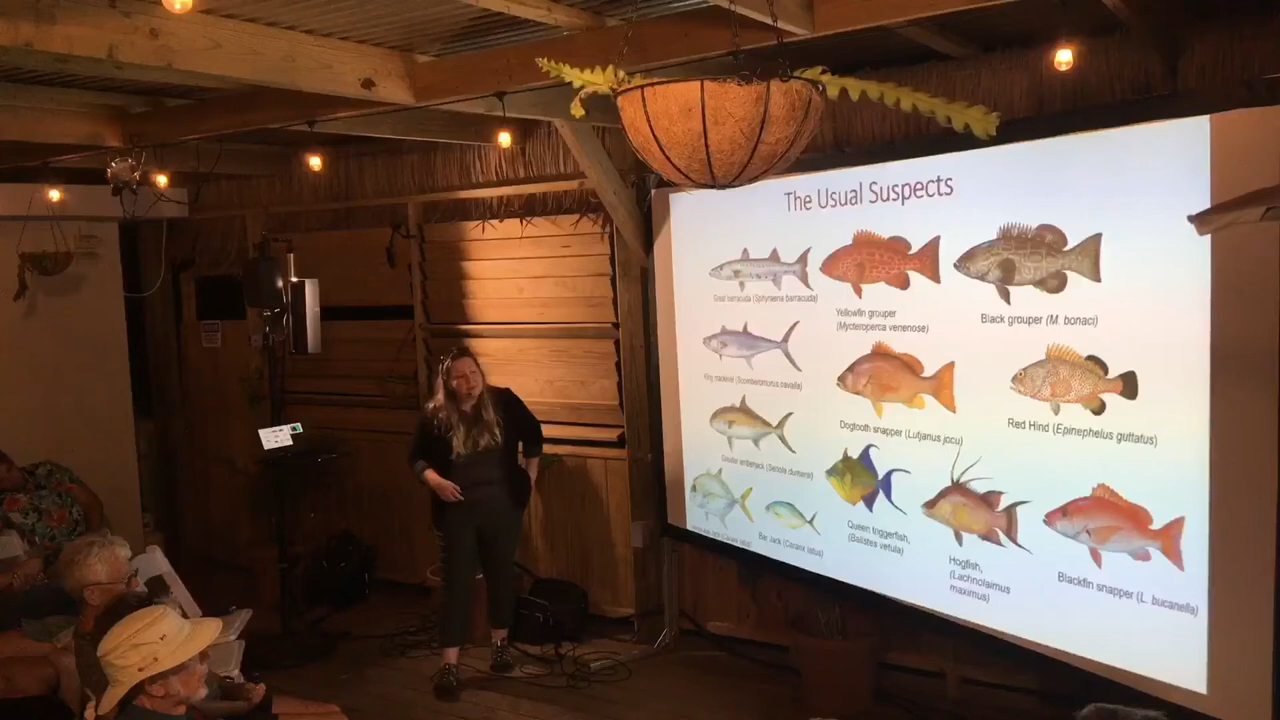 The Usual Suspects
Great barracuda (Sphyraena barracuda)
Yellowfin grouper
(Mycteroperca venenose)
Black grouper (M. bonaci)
King mackerel (Scomberomorus cavalla)
Dogtooth snapper (Lutjanus jocu)
Red Hind (Epinephelus guttatus)
Greater amberjack (Seriola dumerili)
Bar Jack (Caranx latus)
Queen triggerfish,
(Balistes vetula)
Hogfish,
(Lachnolaimus
maximus)
Blackfin snapper (L. bucanella)